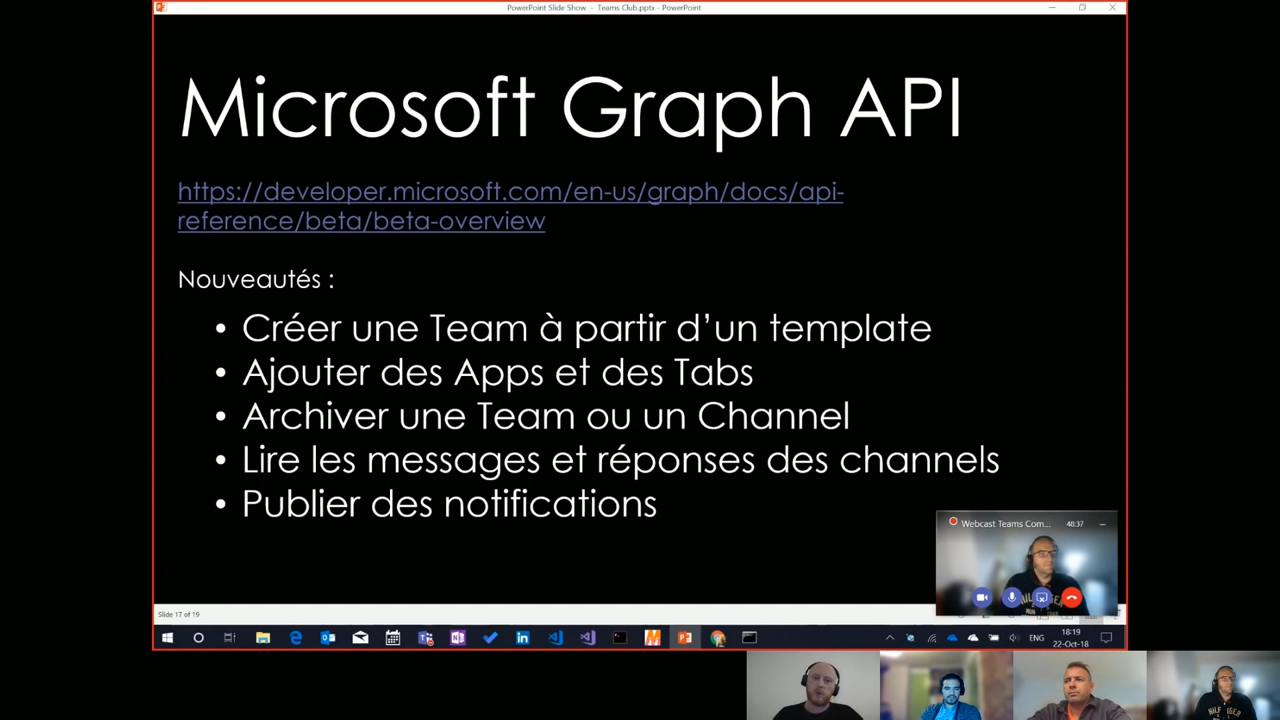 PowerPoint Slide Show - Teams Club.pptx - PowerPoint
Microsoft Graph API
https://developer.microsoft.com/en-us/graph/docs/api-
reference/beta/beta-overview
Nouveautés :
• Créer une Team à partir d’un template
• Ajouter des Apps et des Tabs
• Archiver une Team ou un Channel
• Lire les messages et réponses des channels
• Publier des notifications
Webcast Teams Com... 48:37
Slide 17 of 19
ENG
18:19
22-Oct-18